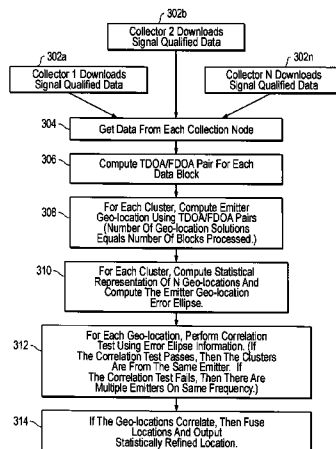 302b
Collector 2 Downloads
Signal Qualified Data
302a
Collector 1 Downloads
Signal Qualified Data
302n
Collector N Downloads
Signal Qualified Data
304
Get Data From Each Collection Node
306
Compute TDOA/FDOA Pair For Each
Data Block
308
For Each Cluster, Compute Emitter
Geo-location Using TDOA/FDOA Pairs
(Number Of Geo-location Solutions
Equals Number Of Blocks Processed.)
310
For Each Cluster, Compute Statistical
Representation Of N Geo-locations And
Compute The Emitter Geo-location
Error Ellipse.
312
For Each Geo-location, Perform Correlation
Test Using Error Elipse Information. (If
The Correlation Test Passes, Then The Clusters
Are From The Same Emitter. If
The Correlation Test Fails, Then There Are
Multiple Emitters On Same Frequency.)
314
If The Geo-locations Correlate, Then Fuse
Locations And Output
Statistically Refined Location.